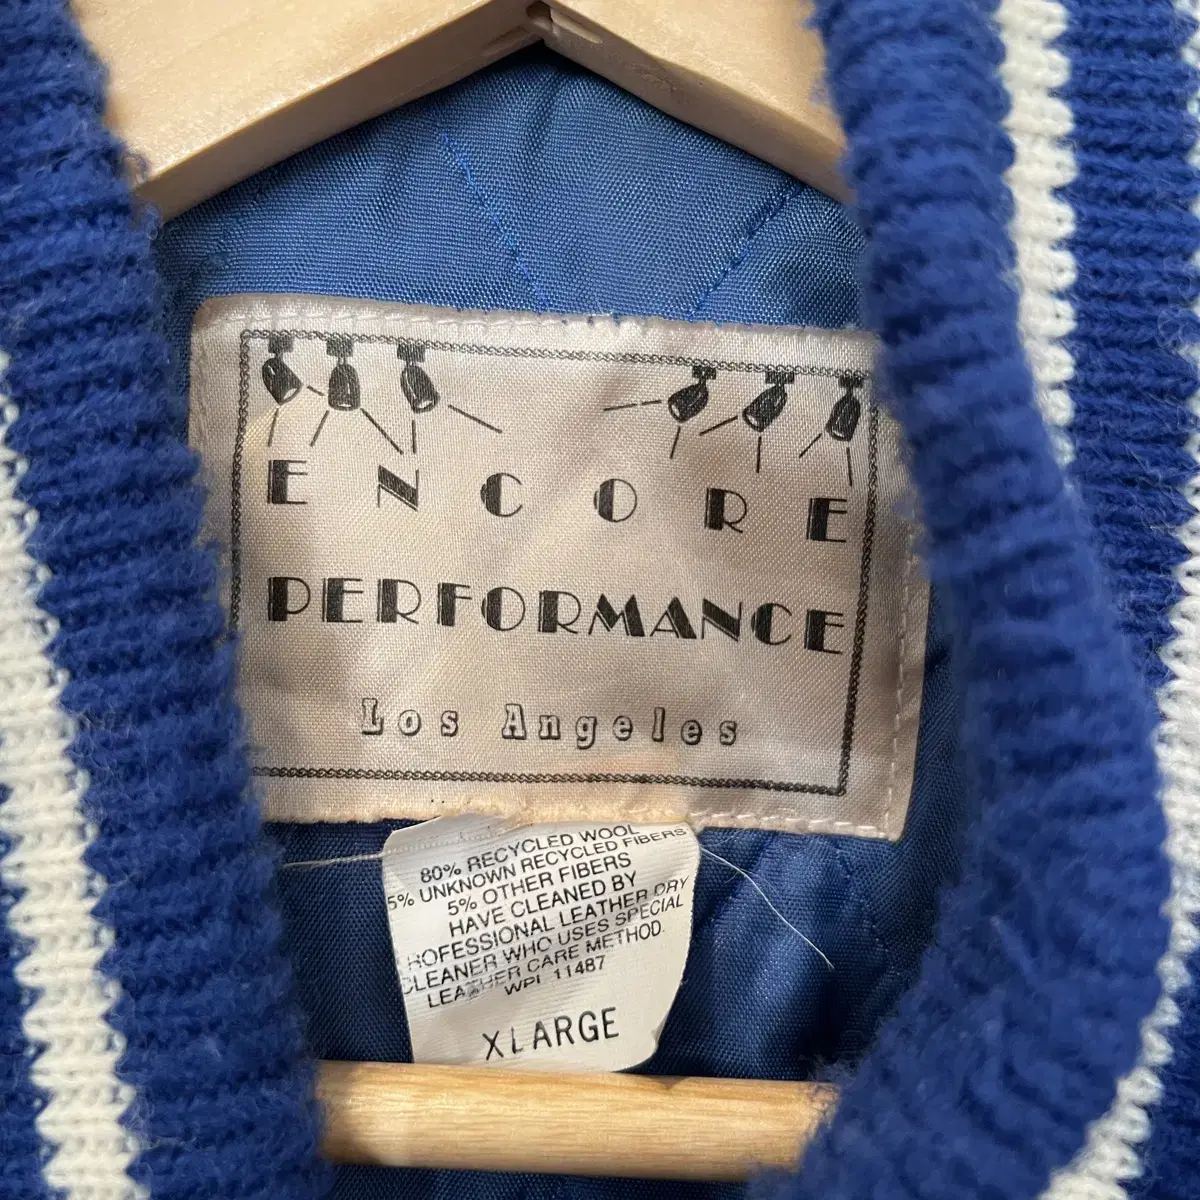 ENCORE
PERFORMANCE
Los Angeles
80% RECYCLED WOOL
5% UNKNOWN RECYCLED FIBERS
5% OTHER FIBERS
HAVE CLEANED BY
ROFESSIONAL LEATHER DRY
CLEANER WHO USES SPECIAL
LEATHER CARE METHOD.
WPL 11487
XLARGE